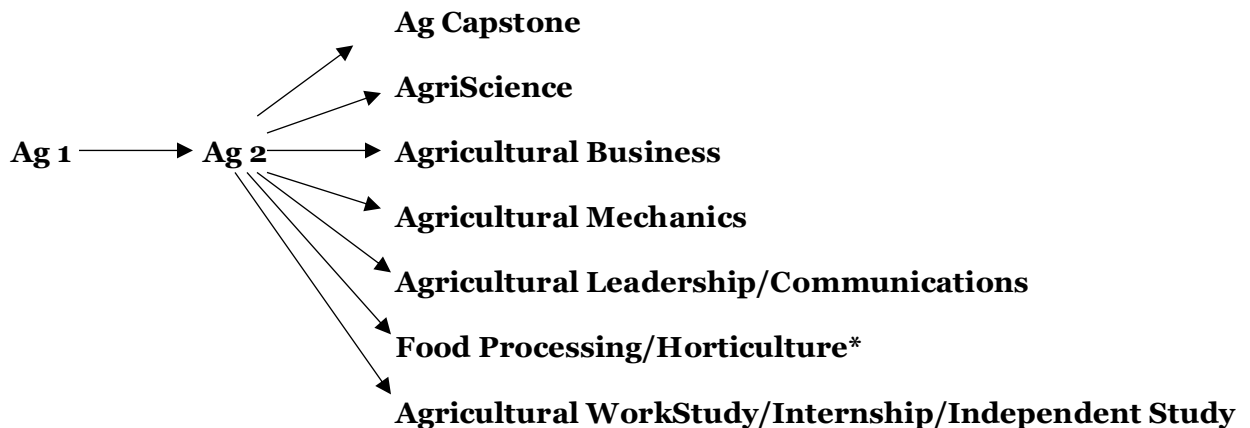 Ag Capstone
AgriScience
Ag 1 Ag 2 Agricultural Business
Agricultural Mechanics
Agricultural Leadership/Communications
Food Processing/Horticulture*
Agricultural WorkStudy/Internship/Independent Study